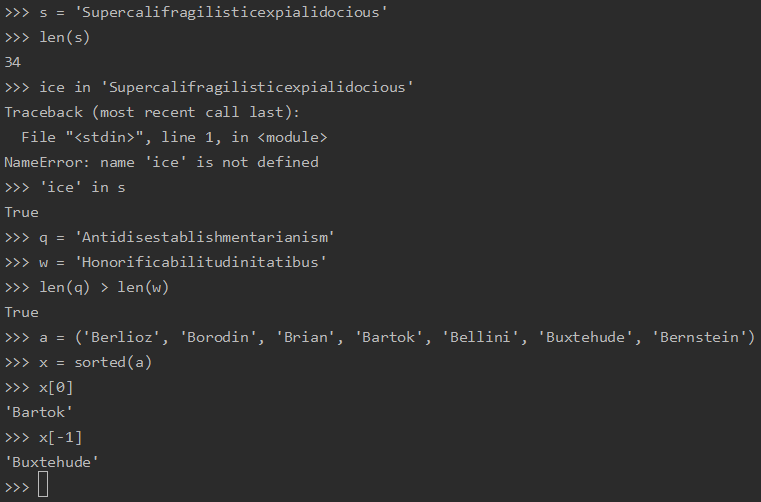 >>> s = 'Supercalifragilisticexpialidocious'
>>> len(s)
34
>>> ice in 'Supercalifragilisticexpialidocious'
Traceback (most recent call last):
  File "<stdin>", line 1, in <module>
NameError: name 'ice' is not defined
>>> 'ice' in s
True
>>> q = 'Antidisestablishmentarianism'
>>> w = 'Honorificabilitudinitatibus'
>>> len(q) > len(w)
True
>>> a = ('Berlioz', 'Borodin', 'Brian', 'Bartok', 'Bellini', 'Buxtehude', 'Bernstein')
>>> x = sorted(a)
>>> x[0]
'Bartok'
>>> x[-1]
'Buxtehude'
>>>